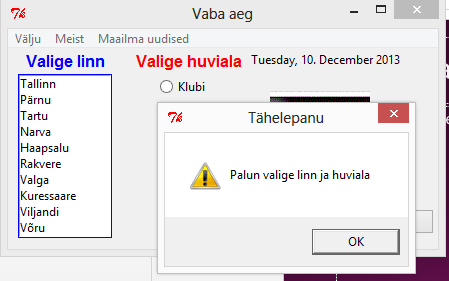 Vaba aeg
Välju Meist Maailma uudised
Valige linn Valige huviala Tuesday, 10. December 2013
Tallinn
Pärnu
Tartu
Narva
Haapsalu
Rakvere
Valga
Kuressaare
Viljandi
Võru
Klubi
Tähelepanu
Palun valige linn ja huviala
OK